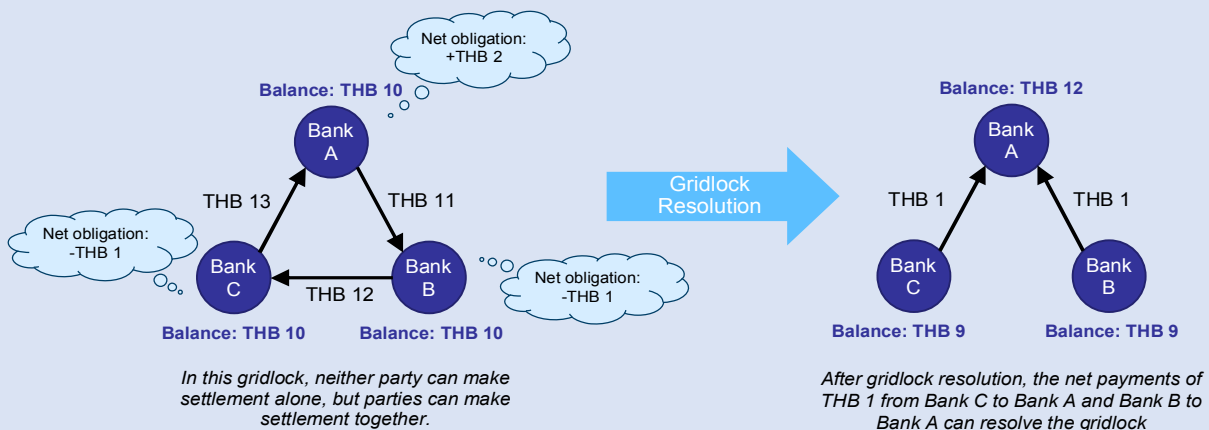 Net obligation:
+THB 2
Balance: THB 10
Bank
A
THB 13
THB 11
Net obligation:
-THB 1
Bank
C
THB 12
Bank
B
Net obligation:
-THB 1
Balance: THB 10
Balance: THB 10
In this gridlock, neither party can make
settlement alone, but parties can make
settlement together.
Gridlock
Resolution
Balance: THB 12
Bank
A
THB 1
THB 1
Bank
C
Bank
B
Balance: THB 9
Balance: THB 9
After gridlock resolution, the net payments of
THB 1 from Bank C to Bank A and Bank B to
Bank A can resolve the gridlock